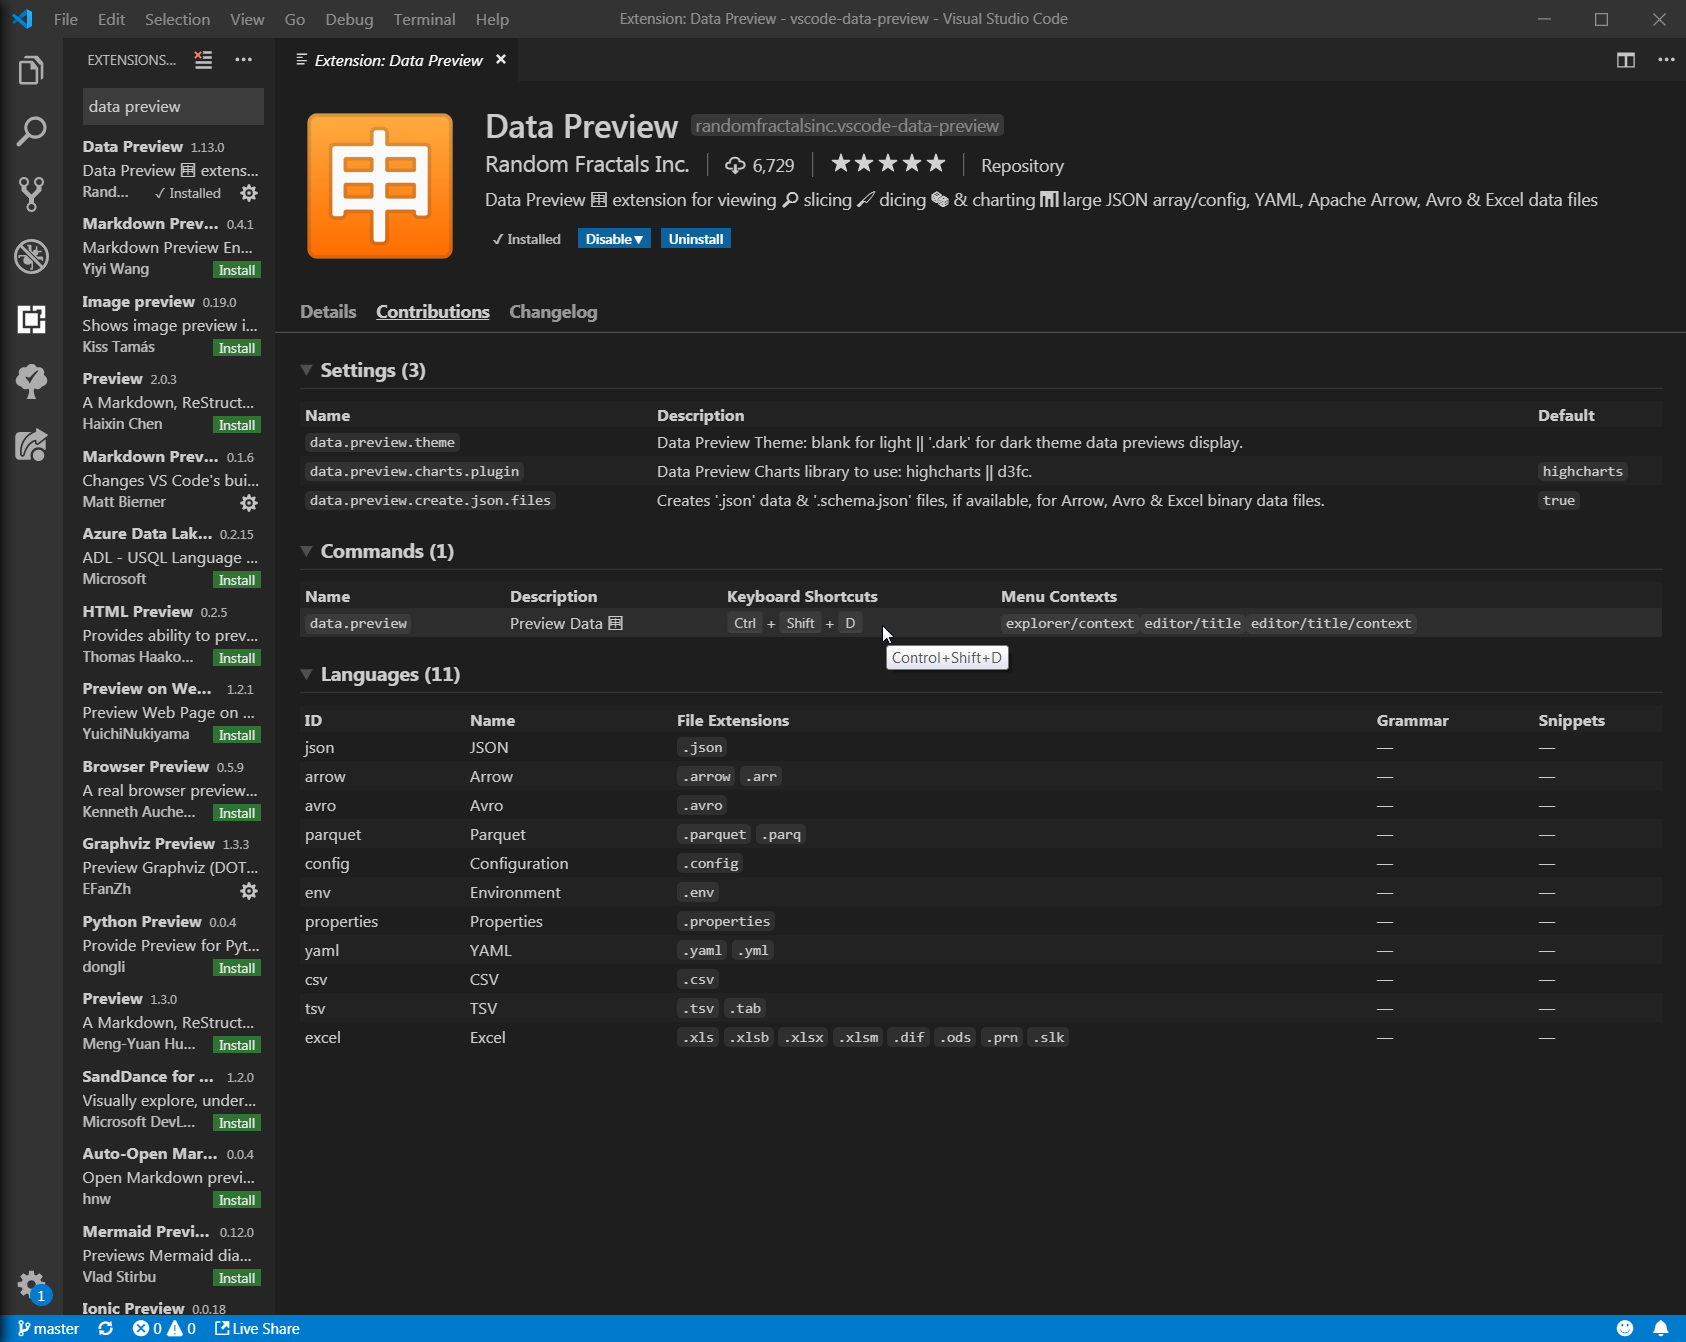 File Edit Selection View Go Debug Terminal Help
Extension: Data Preview - vscode-data-preview - Visual Studio Code
EXTENSIONS...
data preview
Data Preview 1.13.0
Data Preview 🈸 extens...
Rand... ✓ Installed
Markdown Prev... 0.4.1
Markdown Preview En...
Yiyi Wang Install
Image preview 0.19.0
Shows image preview i...
Kiss Tamás Install
Preview 2.0.3
A Markdown, ReStruct...
Haixin Chen Install
Markdown Prev... 0.1.6
Changes VS Code's bui...
Matt Bierner
Azure Data Lak... 0.2.15
ADL - USQL Language ...
Microsoft Install
HTML Preview 0.2.5
Provides ability to prev...
Thomas Haako... Install
Preview on We... 1.2.1
Preview Web Page on ...
YuichiNukiyama Install
Browser Preview 0.5.9
A real browser preview...
Kenneth Auche... Install
Graphviz Preview 1.3.3
Preview Graphviz (DOT...
EFanZh
Python Preview 0.0.4
Provide Preview for Pyt...
dongli Install
Preview 1.3.0
A Markdown, ReStruct...
Meng-Yuan Hu... Install
SandDance for ... 1.2.0
Visually explore, under...
Microsoft DevL... Install
Auto-Open Mar... 0.0.4
Open Markdown previ...
hnw Install
Mermaid Previ... 0.12.0
Previews Mermaid dia...
Vlad Stirbu Install
Ionic Preview 0.0.18
Extension: Data Preview
申
Data Preview randomfractalsinc.vscode-data-preview
Random Fractals Inc. 6,729 ★★★★★ Repository
Data Preview 🈸 extension for viewing 🔎 slicing 🔪 dicing 🎲 & charting 📊 large JSON array/config, YAML, Apache Arrow, Avro & Excel data files
✓ Installed Disable▼ Uninstall
Details Contributions Changelog
Settings (3)
Name Description Default
data.preview.theme Data Preview Theme: blank for light || '.dark' for dark theme data previews display.
data.preview.charts.plugin Data Preview Charts library to use: highcharts || d3fc. highcharts
data.preview.create.json.files Creates '.json' data & '.schema.json' files, if available, for Arrow, Avro & Excel binary data files. true
Commands (1)
Name Description Keyboard Shortcuts Menu Contexts
data.preview Preview Data 🈸 Ctrl + Shift + D explorer/context editor/title editor/title/context
Control+Shift+D
Languages (11)
ID Name File Extensions Grammar Snippets
json JSON .json — —
arrow Arrow .arrow .arr — —
avro Avro .avro — —
parquet Parquet .parquet .parq — —
config Configuration .config — —
env Environment .env — —
properties Properties .properties — —
yaml YAML .yaml .yml — —
csv CSV .csv — —
tsv TSV .tsv .tab — —
excel Excel .xls .xlsb .xlsx .xlsm .dif .ods .prn .slk — —
1
master 0 0 Live Share